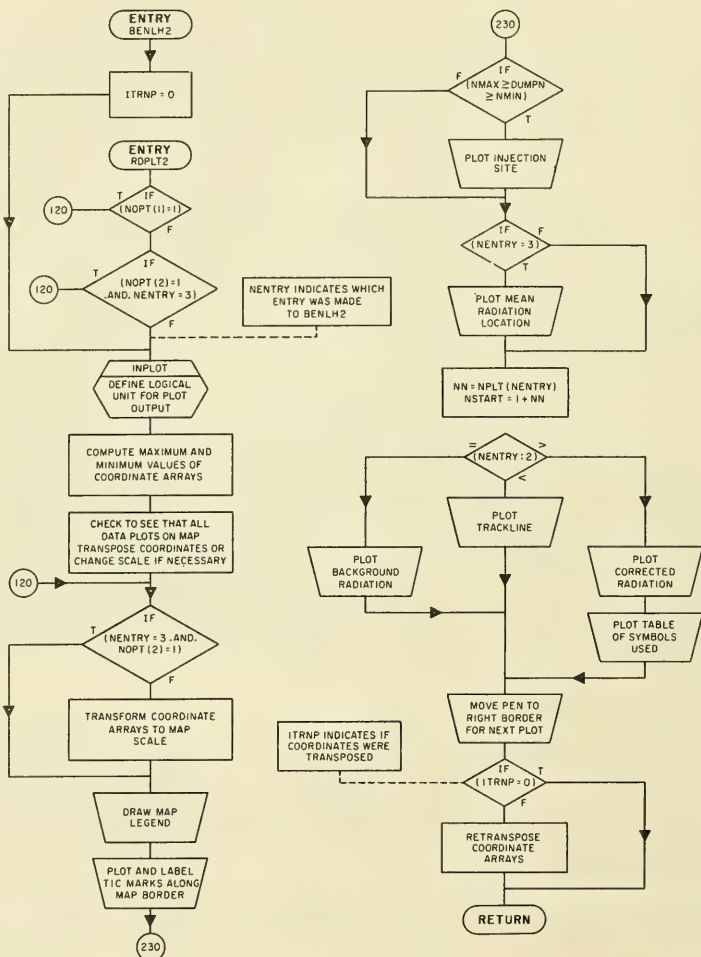 ENTRY
BENLH2
ITRNP = 0
ENTRY
RDPLT2
T IF
(NOPT (1)=1)
F
120
T IF
(NOPT (2)=1
.AND. NENTRY = 3)
F
120
NENTRY INDICATES WHICH
ENTRY WAS MADE
TO BENLH2
INPLOT
DEFINE LOGICAL
UNIT FOR PLOT
OUTPUT
COMPUTE MAXIMUM AND
MINIMUM VALUES OF
COORDINATE ARRAYS
CHECK TO SEE THAT ALL
DATA PLOTS ON MAP
TRANSPOSE COORDINATES OR
CHANGE SCALE IF NECESSARY
120
T IF
(NENTRY = 3 .AND.
NOPT (2)=1)
F
TRANSFORM COORDINATE
ARRAYS TO MAP
SCALE
DRAW MAP
LEGEND
PLOT AND LABEL
TIC MARKS ALONG
MAP BORDER
230
230
F IF
(NMAX ≥ DUMPN
≥ NMIN)
T
PLOT INJECTION
SITE
IF F
(NENTRY = 3)
T
PLOT MEAN
RADIATION
LOCATION
NN = NPLT (NENTRY)
NSTART = 1 + NN
= >
(NENTRY : 2)
<
PLOT
TRACKLINE
PLOT
BACKGROUND
RADIATION
PLOT
CORRECTED
RADIATION
PLOT TABLE
OF SYMBOLS
USED
MOVE PEN TO
RIGHT BORDER
FOR NEXT PLOT
ITRNP INDICATES IF
COORDINATES WERE
TRANSPOSED
IF T
(ITRNP = 0)
F
RETRANSPOSE
COORDINATE
ARRAYS
RETURN